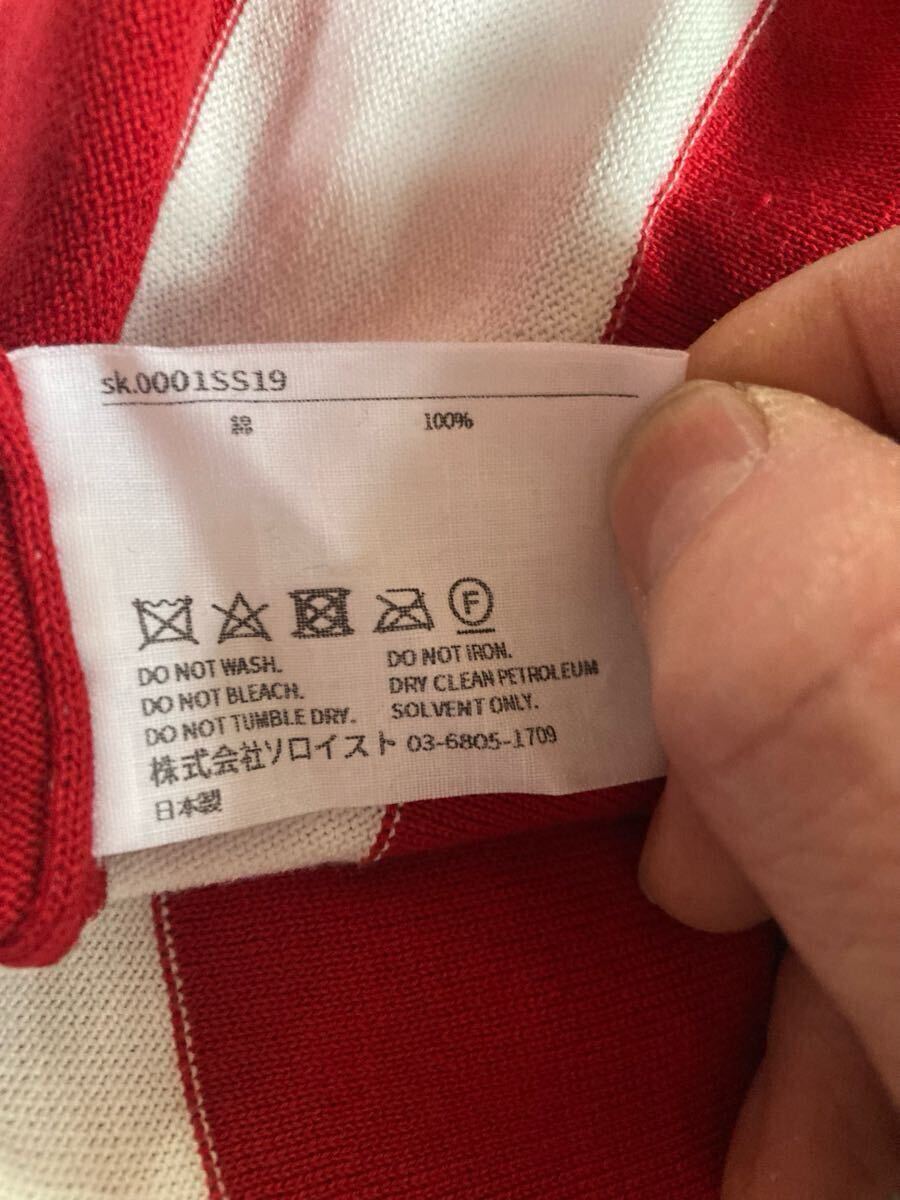 sk.0001SS19
100%
DO NOT WASH.
DO NOT BLEACH.
DO NOT TUMBLE DRY.
F
DO NOT IRON.
DRY CLEAN PETROLEUM
SOLVENT ONLY.
株式会社ソロイスト 03-6805-1709
日本製